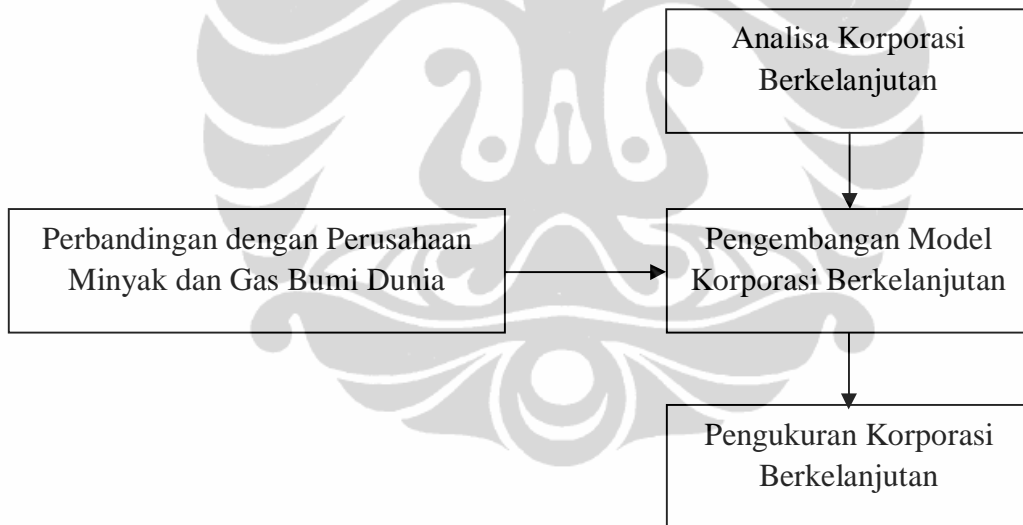 Analisa Korporasi
Berkelanjutan
Perbandingan dengan Perusahaan
Minyak dan Gas Bumi Dunia
Pengembangan Model
Korporasi Berkelanjutan
Pengukuran Korporasi
Berkelanjutan